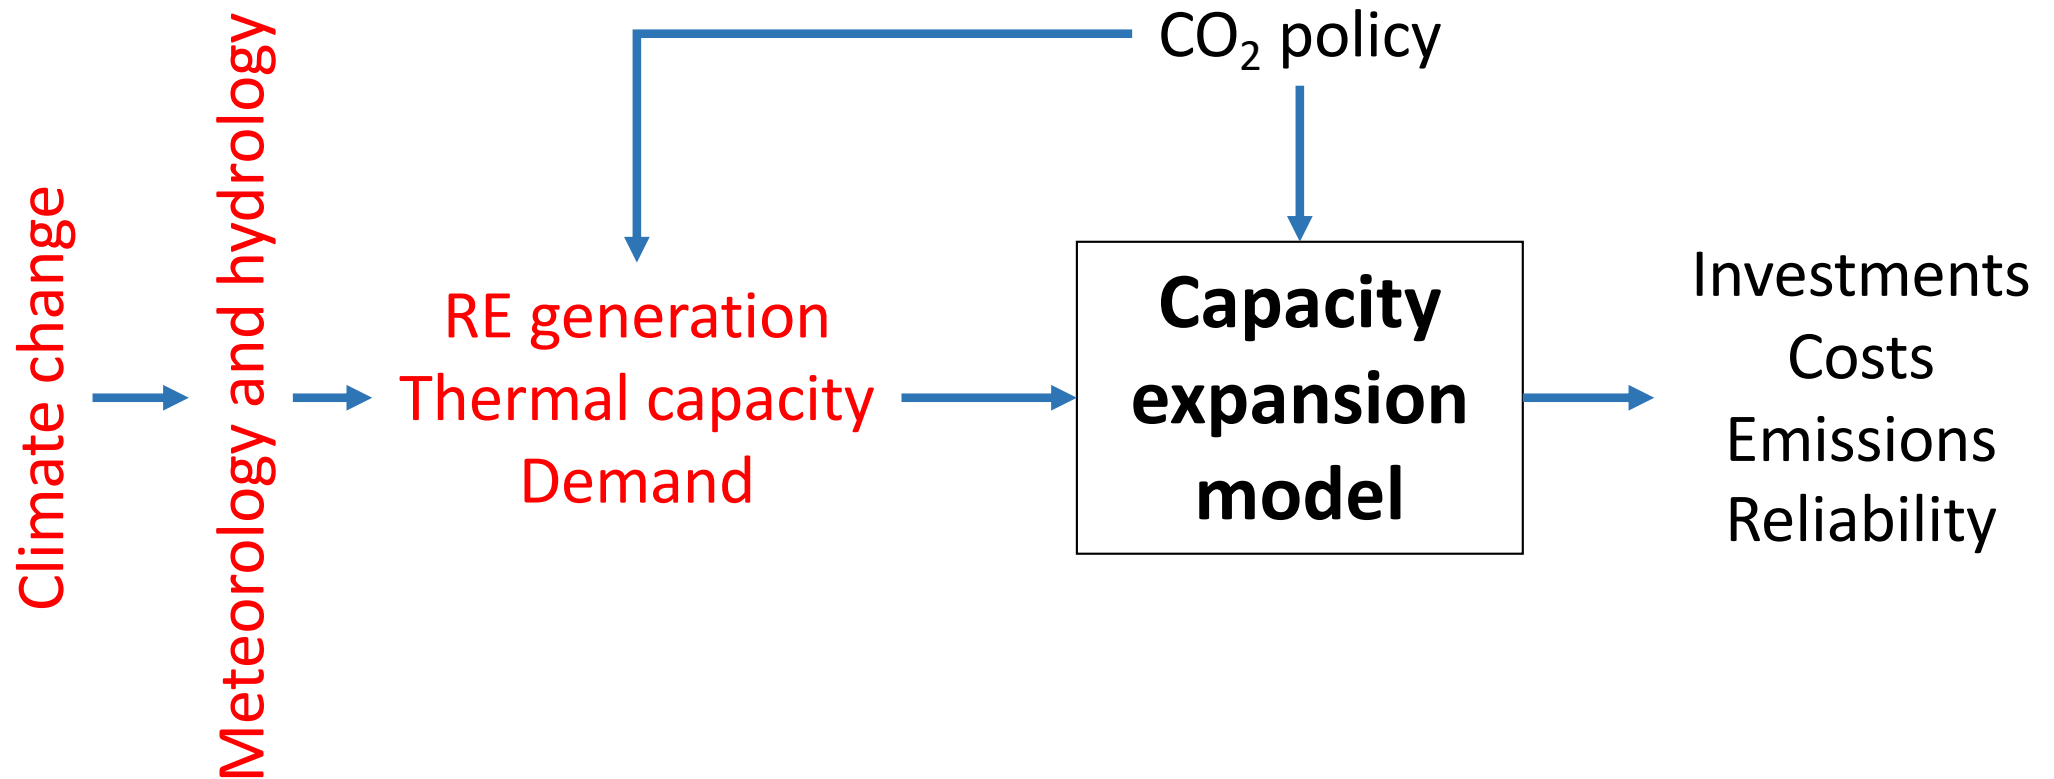 CO₂ policy
Climate change
Meteorology and hydrology
RE generation
Thermal capacity
Demand
Capacity
expansion
model
Investments
Costs
Emissions
Reliability